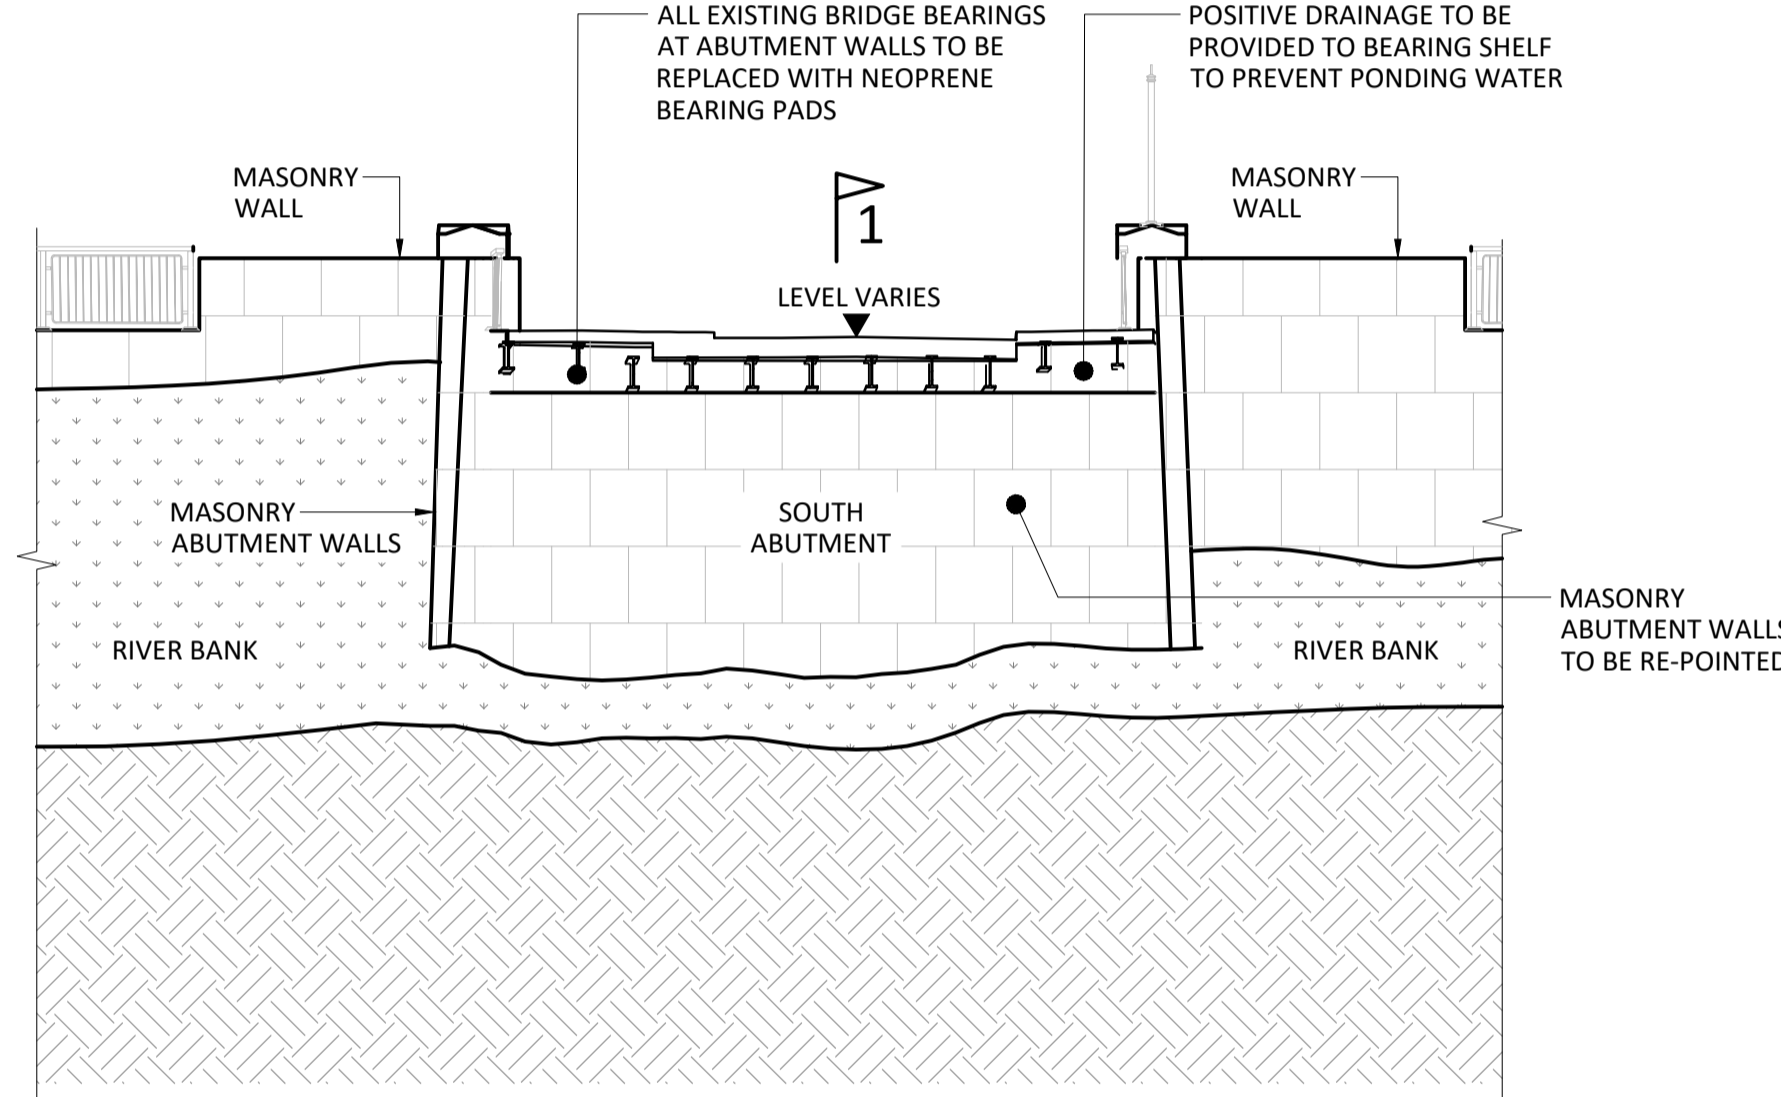 ALL EXISTING BRIDGE BEARINGS
AT ABUTMENT WALLS TO BE
REPLACED WITH NEOPRENE
BEARING PADS
POSITIVE DRAINAGE TO BE
PROVIDED TO BEARING SHELF
TO PREVENT PONDING WATER
MASONRY
WALL
1
MASONRY
WALL
LEVEL VARIES
MASONRY
ABUTMENT WALLS
SOUTH
ABUTMENT
MASONRY
ABUTMENT WALLS
TO BE RE-POINTED
RIVER BANK
RIVER BANK